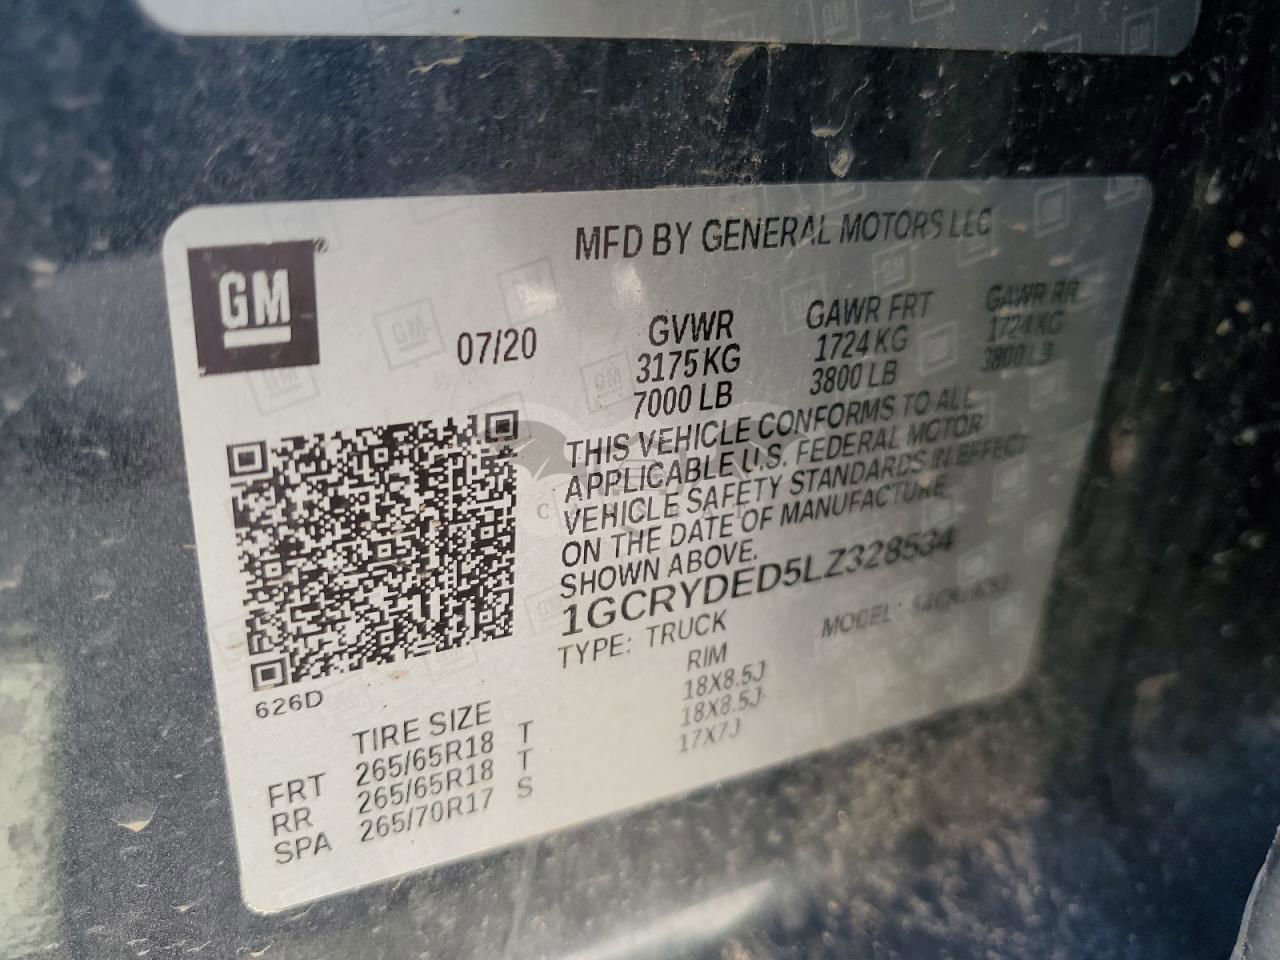 GM
®
MFD BY GENERAL MOTORS LLC
07/20
GVWR GAWR FRT GAWR RR
3175 KG 1724 KG 1724 KG
7000 LB 3800 LB 3800 LB
THIS VEHICLE CONFORMS TO ALL
APPLICABLE U.S. FEDERAL MOTOR
VEHICLE SAFETY STANDARDS IN EFFECT
ON THE DATE OF MANUFACTURE
SHOWN ABOVE.
1GCRYDED5LZ328534
TYPE: TRUCK MODEL:
626D
TIRE SIZE RIM
FRT 265/65R18 T 18X8.5J
RR 265/65R18 T 18X8.5J
SPA 265/70R17 S 17X7J